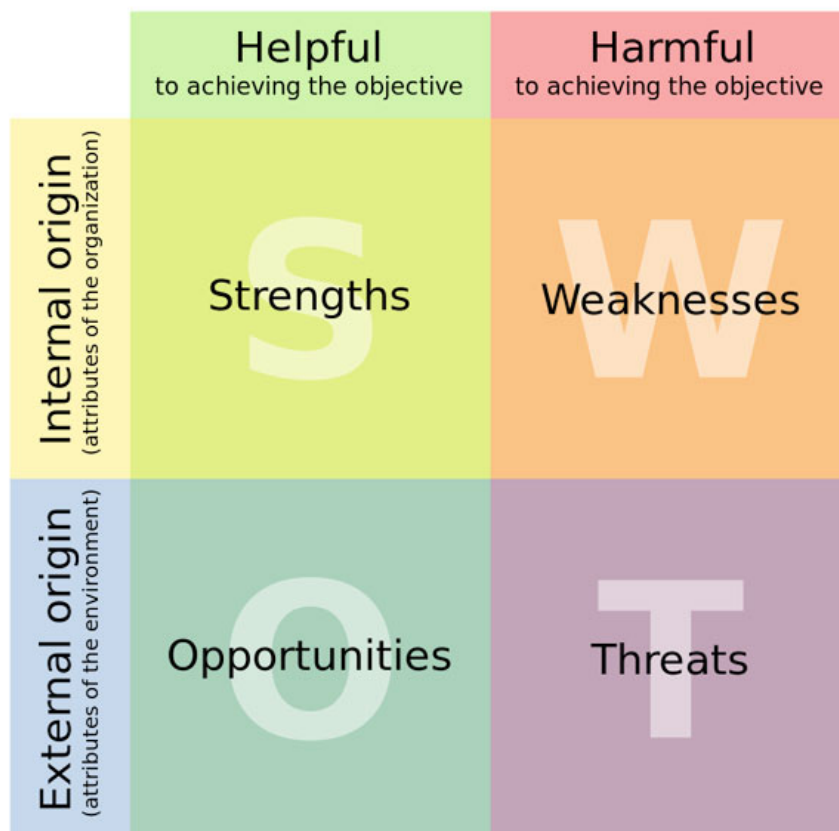 Helpful
to achieving the objective
Harmful
to achieving the objective
Internal origin
(attributes of the organization)
S
Strengths
W
Weaknesses
External origin
(attributes of the environment)
O
Opportunities
T
Threats